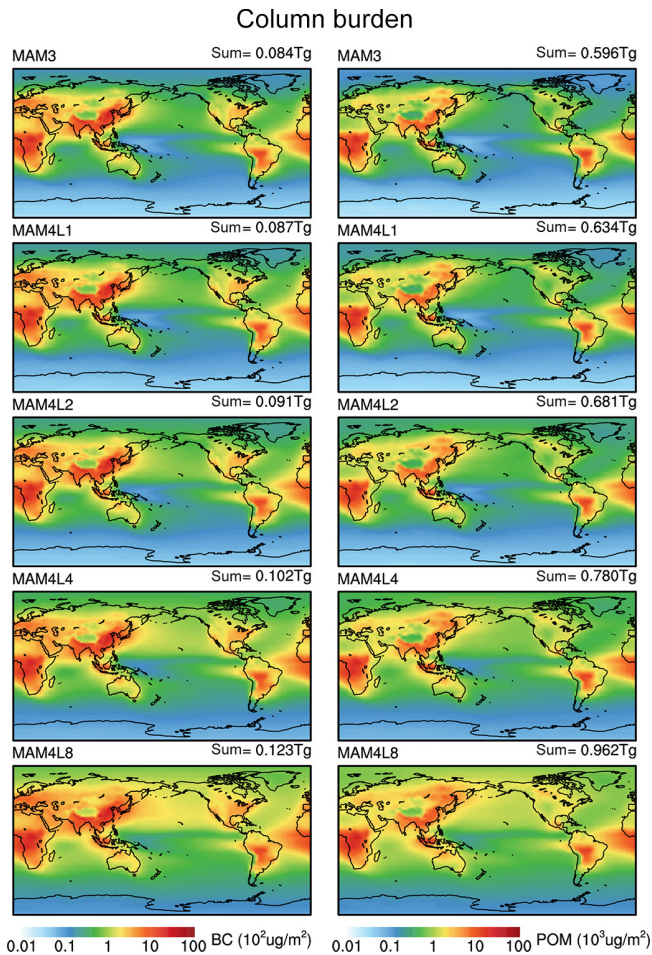 Column burden
MAM3 Sum= 0.084Tg MAM3 Sum= 0.596Tg
MAM4L1 Sum= 0.087Tg MAM4L1 Sum= 0.634Tg
MAM4L2 Sum= 0.091Tg MAM4L2 Sum= 0.681Tg
MAM4L4 Sum= 0.102Tg MAM4L4 Sum= 0.780Tg
MAM4L8 Sum= 0.123Tg MAM4L8 Sum= 0.962Tg
BC (10²ug/m²) POM (10³ug/m²)
0.01 0.1 1 10 100 0.01 0.1 1 10 100